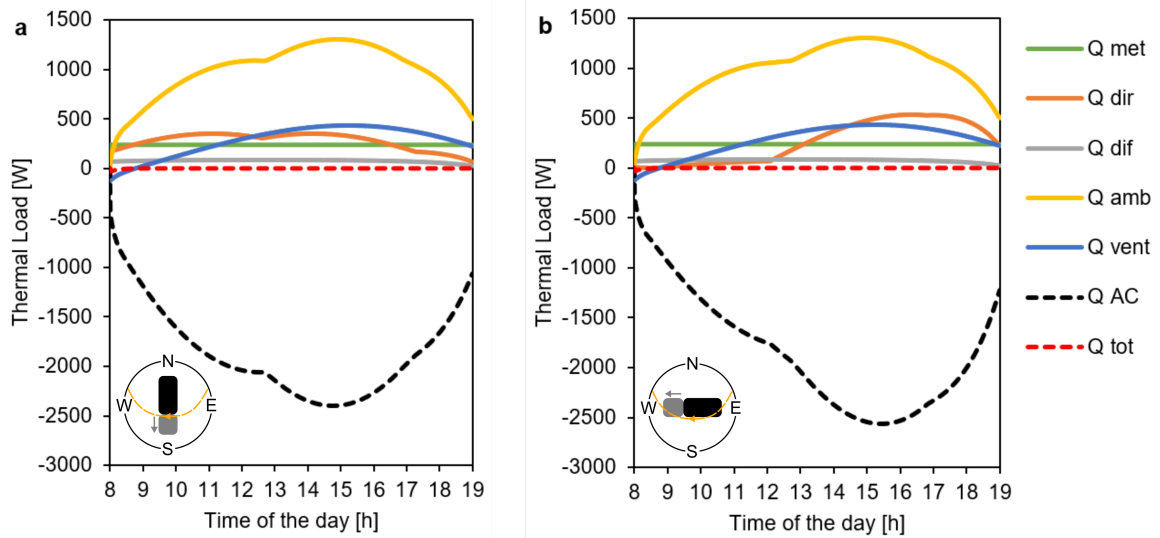 a
1500
1000
500
0
-500
-1000
-1500
-2000
-2500
-3000
Thermal Load [W]
N
W E
S
8 9 10 11 12 13 14 15 16 17 18 19
Time of the day [h]
b
1500
1000
500
0
-500
-1000
-1500
-2000
-2500
-3000
Thermal Load [W]
N
W E
S
8 9 10 11 12 13 14 15 16 17 18 19
Time of the day [h]
Q met
Q dir
Q dif
Q amb
Q vent
Q AC
Q tot